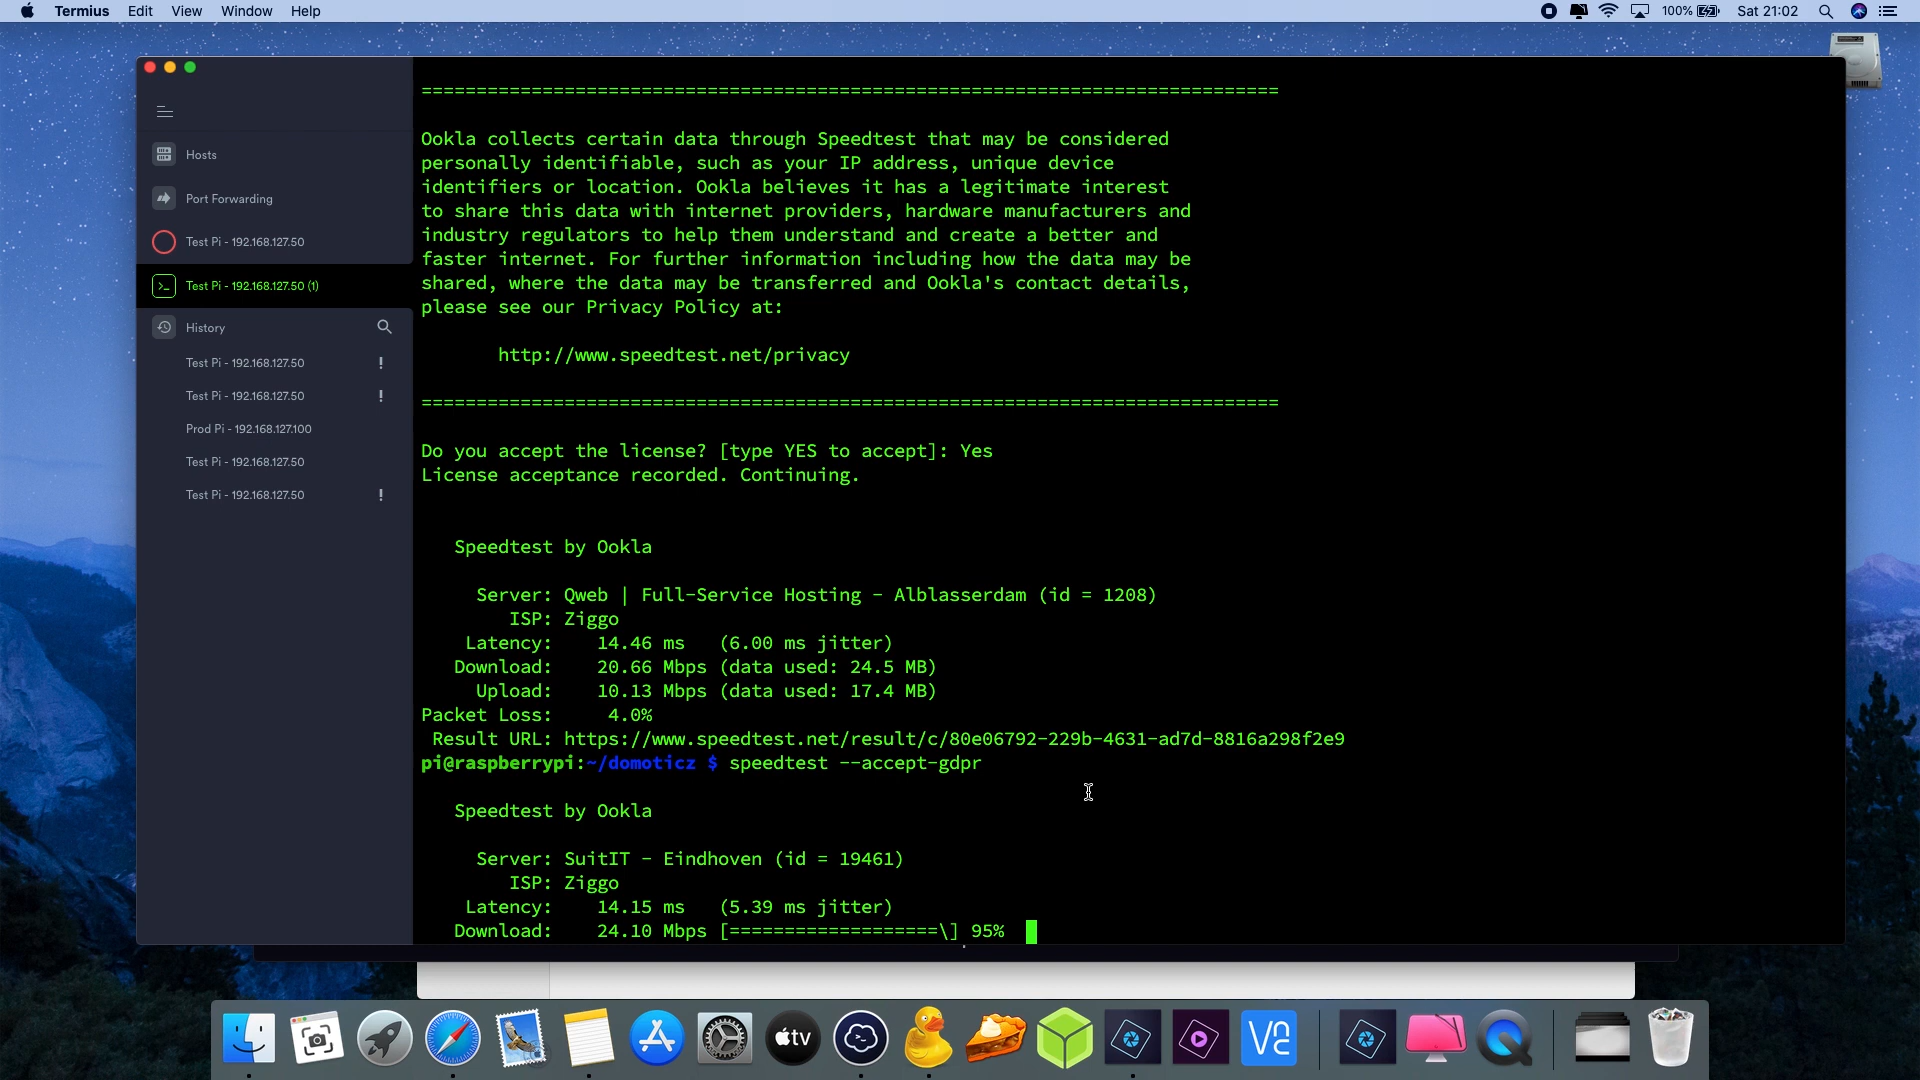 Termius Edit View Window Help 100% Sat 21:02
Hosts
Port Forwarding
Test Pi - 192.168.127.50
Test Pi - 192.168.127.50 (1)
History
Test Pi - 192.168.127.50 !
Test Pi - 192.168.127.50 !
Prod Pi - 192.168.127.100
Test Pi - 192.168.127.50
Test Pi - 192.168.127.50 !
==============================================================================
Ookla collects certain data through Speedtest that may be considered
personally identifiable, such as your IP address, unique device
identifiers or location. Ookla believes it has a legitimate interest
to share this data with internet providers, hardware manufacturers and
industry regulators to help them understand and create a better and
faster internet. For further information including how the data may be
shared, where the data may be transferred and Ookla's contact details,
please see our Privacy Policy at:
http://www.speedtest.net/privacy
==============================================================================
Do you accept the license? [type YES to accept]: Yes
License acceptance recorded. Continuing.
Speedtest by Ookla
Server: Qweb | Full-Service Hosting - Alblasserdam (id = 1208)
ISP: Ziggo
Latency: 14.46 ms (6.00 ms jitter)
Download: 20.66 Mbps (data used: 24.5 MB)
Upload: 10.13 Mbps (data used: 17.4 MB)
Packet Loss: 4.0%
Result URL: https://www.speedtest.net/result/c/80e06792-229b-4631-ad7d-8816a298f2e9
pi@raspberrypi:~/domoticz $ speedtest --accept-gdpr
Speedtest by Ookla
Server: SuitIT - Eindhoven (id = 19461)
ISP: Ziggo
Latency: 14.15 ms (5.39 ms jitter)
Download: 24.10 Mbps [===================\] 95%
tv
V2